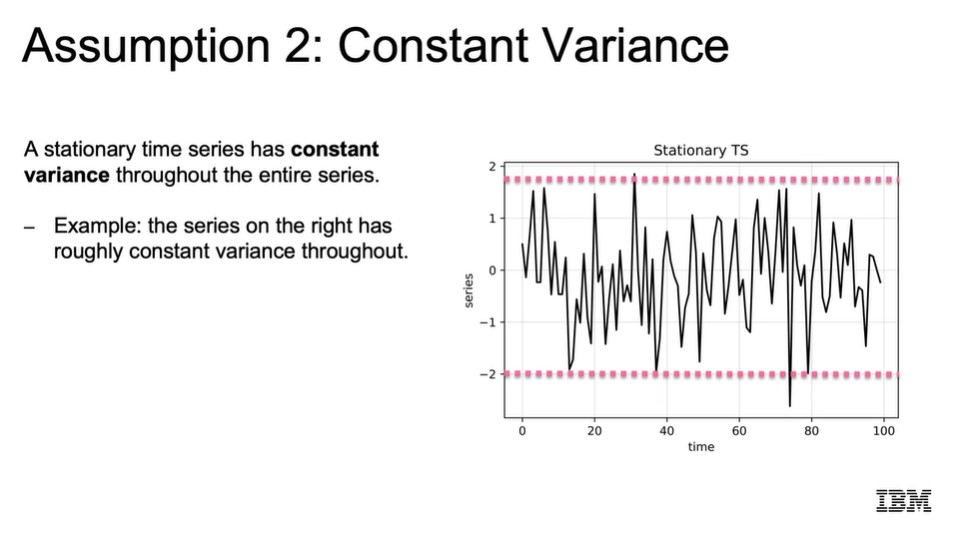 Assumption 2: Constant Variance
A stationary time series has constant
variance throughout the entire series.
– Example: the series on the right has
roughly constant variance throughout.
Stationary TS
2
1
0
−1
−2
series
0 20 40 60 80 100
time
IBM